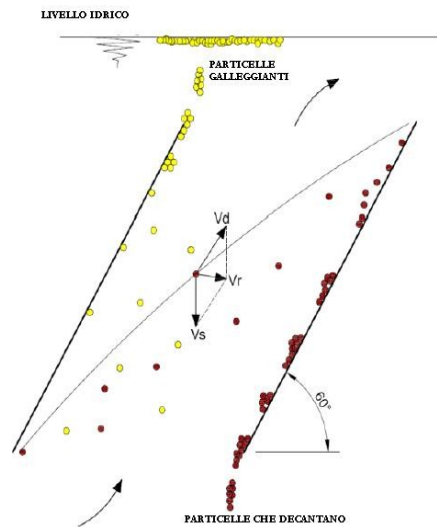 LIVELLO IDRICO
PARTICELLE
GALLEGGIANTI
Vd
Vr
Vs
60°
PARTICELLE CHE DECANTANO